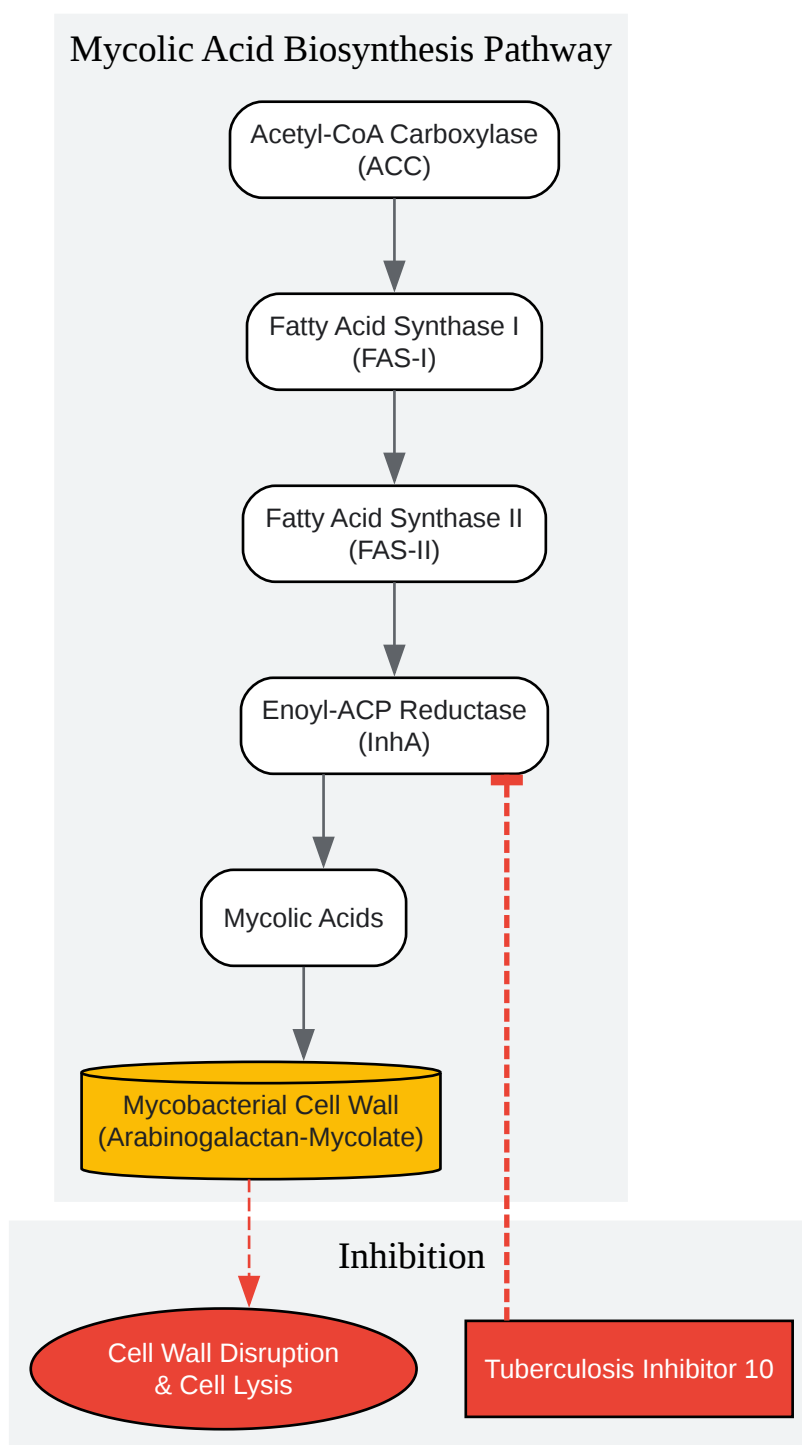 Mycolic Acid Biosynthesis Pathway
Acetyl-CoA Carboxylase
(ACC)
Fatty Acid Synthase I
(FAS-I)
Fatty Acid Synthase II
(FAS-II)
Enoyl-ACP Reductase
(InhA)
Mycolic Acids
Mycobacterial Cell Wall
(Arabinogalactan-Mycolate)
Inhibition
Cell Wall Disruption
& Cell Lysis
Tuberculosis Inhibitor 10